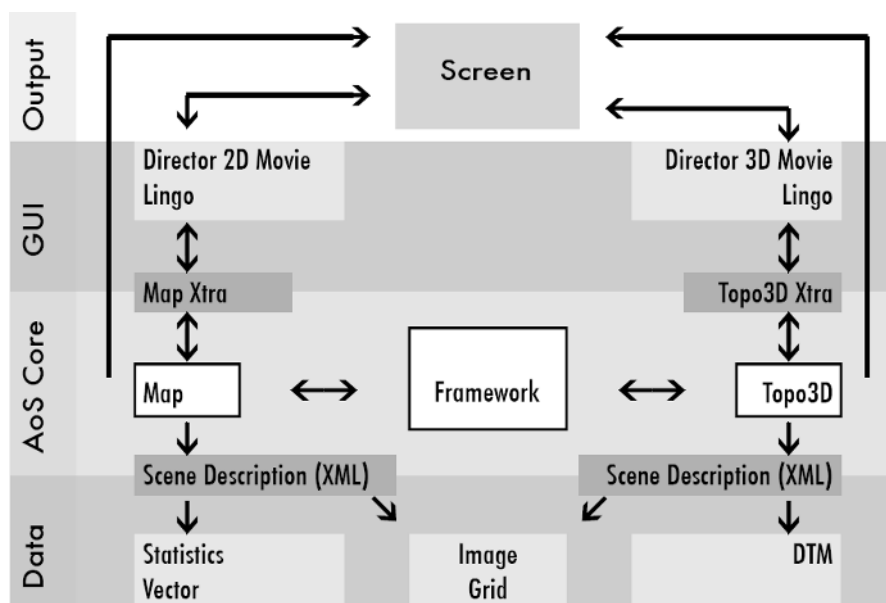 Output
Screen
GUI
Director 2D Movie
Lingo
Director 3D Movie
Lingo
Map Xtra
Topo3D Xtra
AoS Core
Map
Framework
Topo3D
Scene Description (XML)
Scene Description (XML)
Data
Statistics
Vector
Image
Grid
DTM